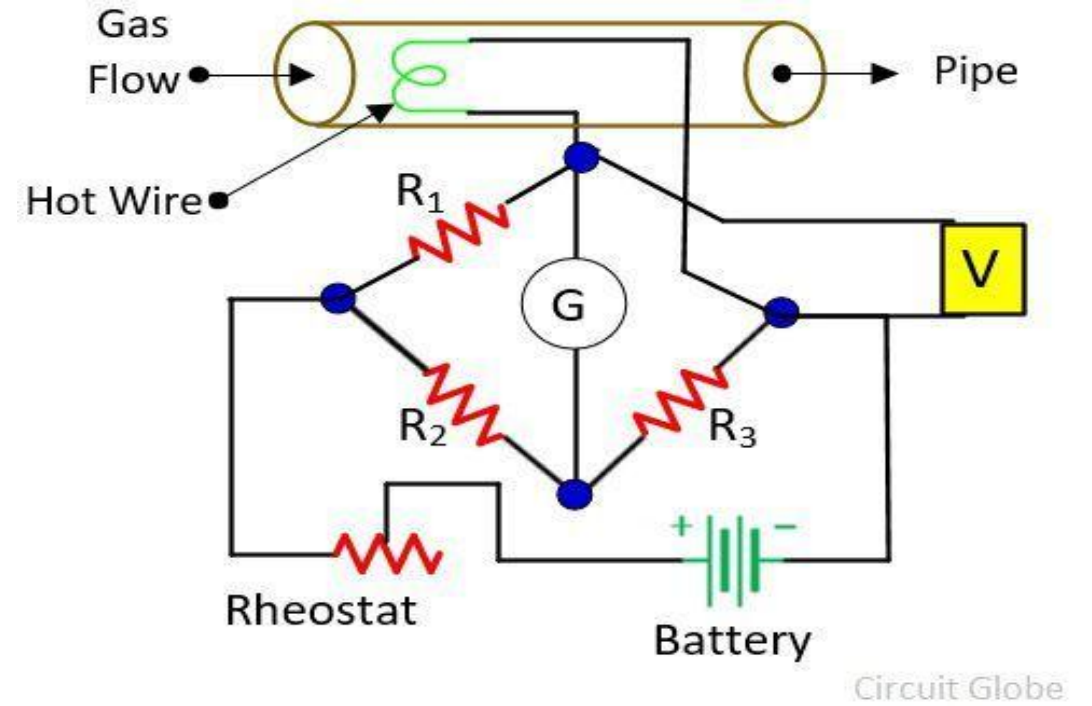 Gas
Flow
Pipe
Hot Wire
R₁
V
G
R₂
R₃
+ −
Rheostat
Battery
Circuit Globe